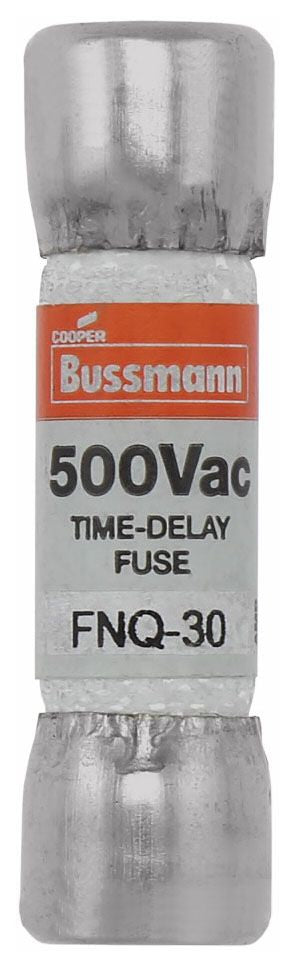 COOPER
Bussmann
500Vac
TIME-DELAY
FUSE
FNQ-30